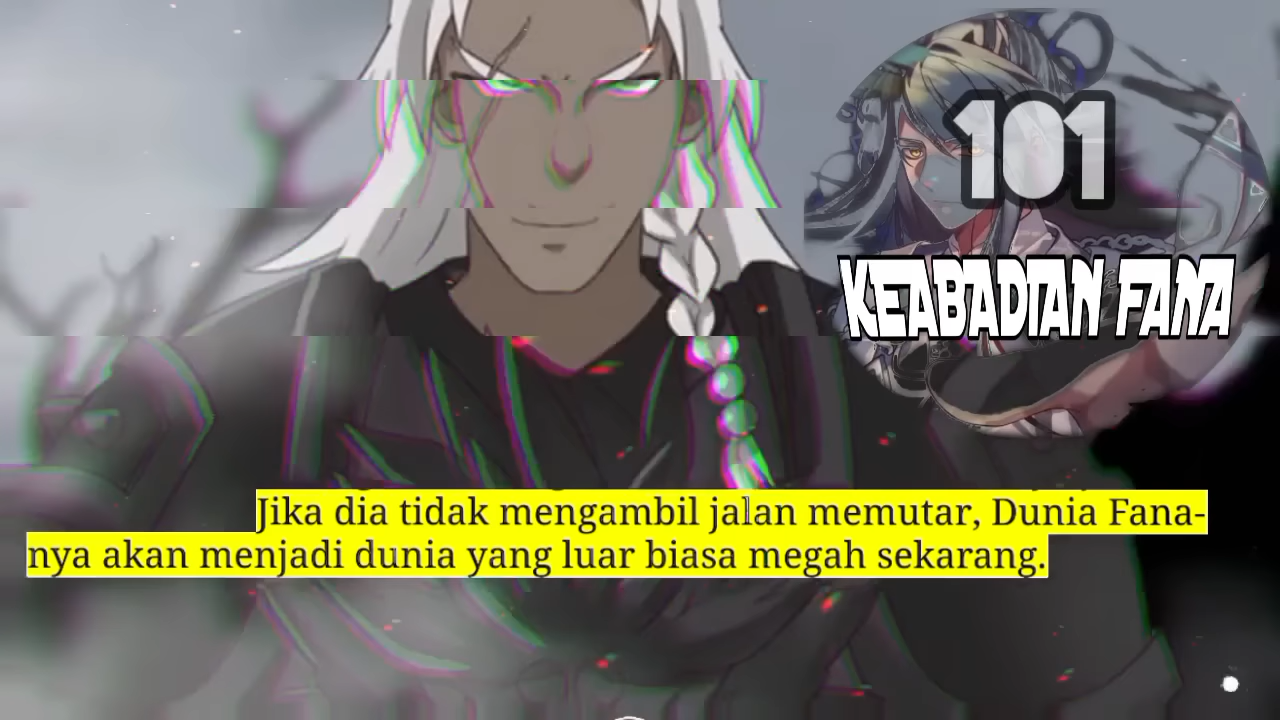 101
KEABADIAN FANA
Jika dia tidak mengambil jalan memutar, Dunia Fana-
nya akan menjadi dunia yang luar biasa megah sekarang.